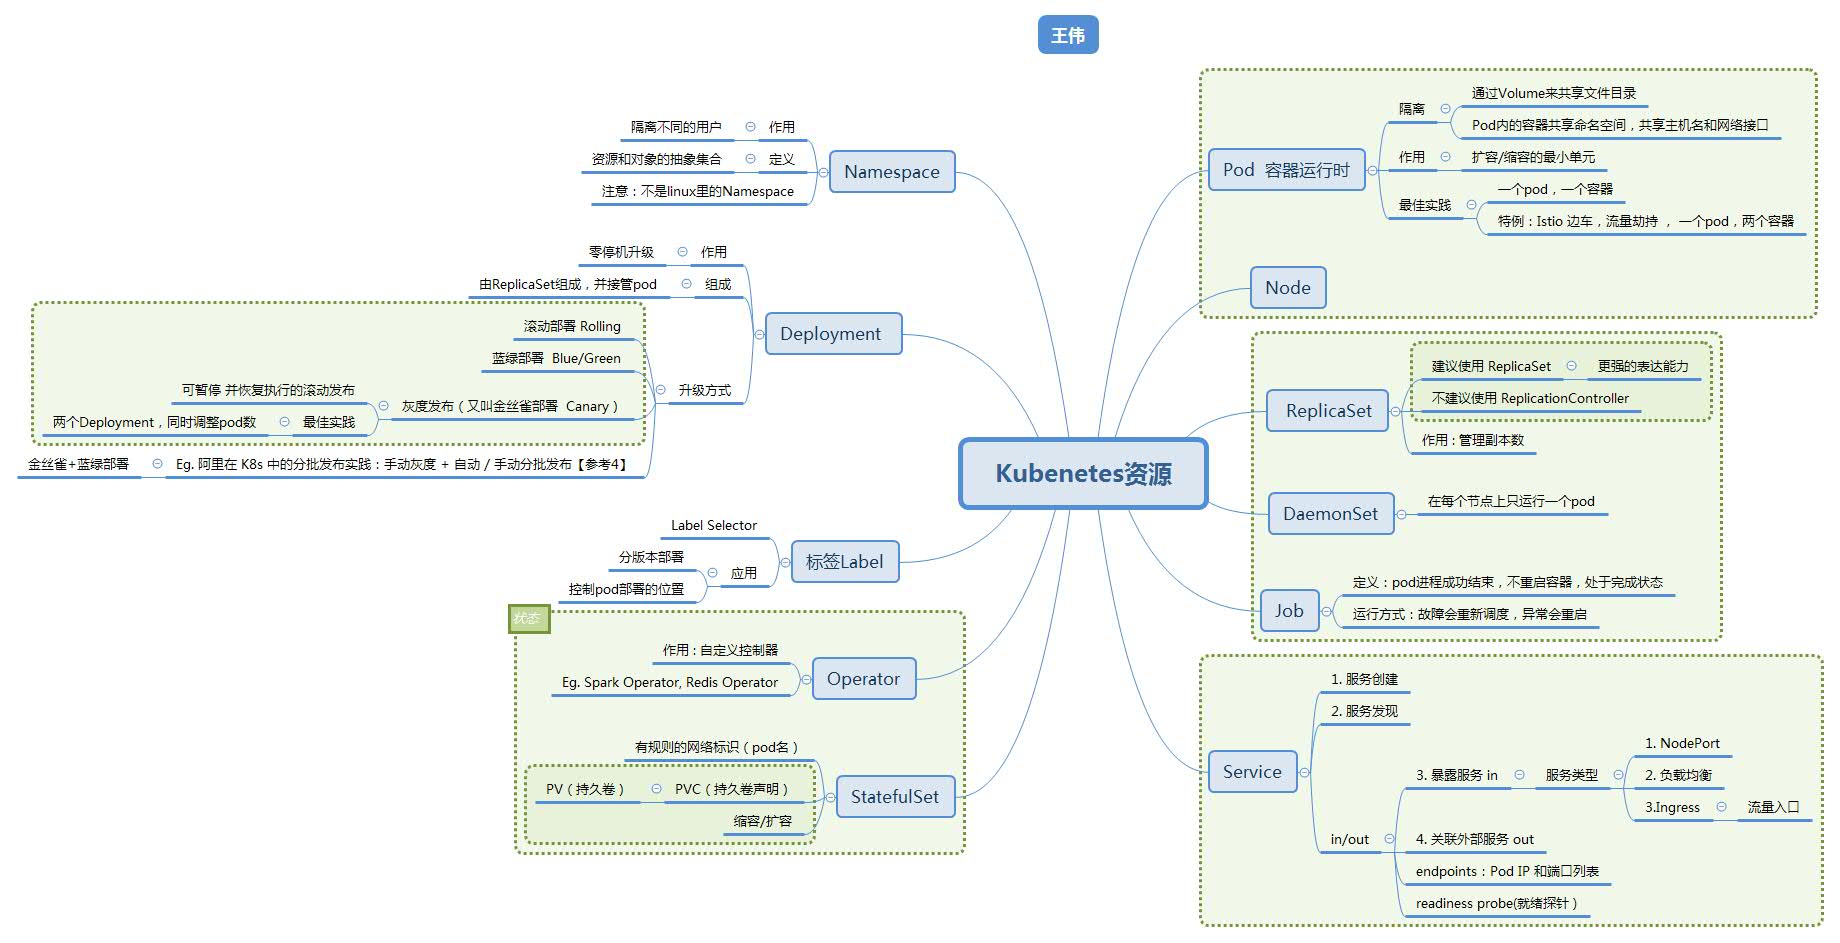 王伟
Kubenetes资源
Namespace
作用
隔离不同的用户
定义
资源和对象的抽象集合
注意：不是linux里的Namespace
Deployment
作用
零停机升级
组成
由ReplicaSet组成，并接管pod
升级方式
滚动部署 Rolling
蓝绿部署 Blue/Green
灰度发布（又叫金丝雀部署 Canary）
可暂停 并恢复执行的滚动发布
最佳实践
两个Deployment，同时调整pod数
Eg. 阿里在 K8s 中的分批发布实践：手动灰度 + 自动 / 手动分批发布【参考4】
金丝雀+蓝绿部署
标签Label
Label Selector
应用
分版本部署
控制pod部署的位置
状态
Operator
作用：自定义控制器
Eg. Spark Operator, Redis Operator
StatefulSet
有规则的网络标识（pod名）
PVC（持久卷声明）
PV（持久卷）
缩容/扩容
Pod 容器运行时
隔离
通过Volume来共享文件目录
Pod内的容器共享命名空间，共享主机名和网络接口
作用
扩容/缩容的最小单元
最佳实践
一个pod，一个容器
特例：Istio 边车，流量劫持 ， 一个pod，两个容器
Node
ReplicaSet
建议使用 ReplicaSet
更强的表达能力
不建议使用 ReplicationController
作用：管理副本数
DaemonSet
在每个节点上只运行一个pod
Job
定义：pod进程成功结束，不重启容器，处于完成状态
运行方式：故障会重新调度，异常会重启
Service
1. 服务创建
2. 服务发现
in/out
3. 暴露服务 in
服务类型
1. NodePort
2. 负载均衡
3.Ingress
流量入口
4. 关联外部服务 out
endpoints：Pod IP 和端口列表
readiness probe(就绪探针）